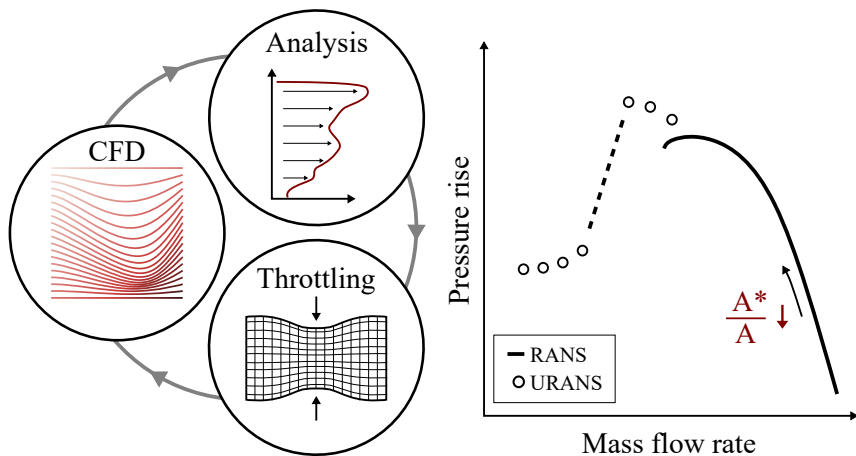 Analysis
CFD
Throttling
Pressure rise
A*
A
RANS
URANS
Mass flow rate